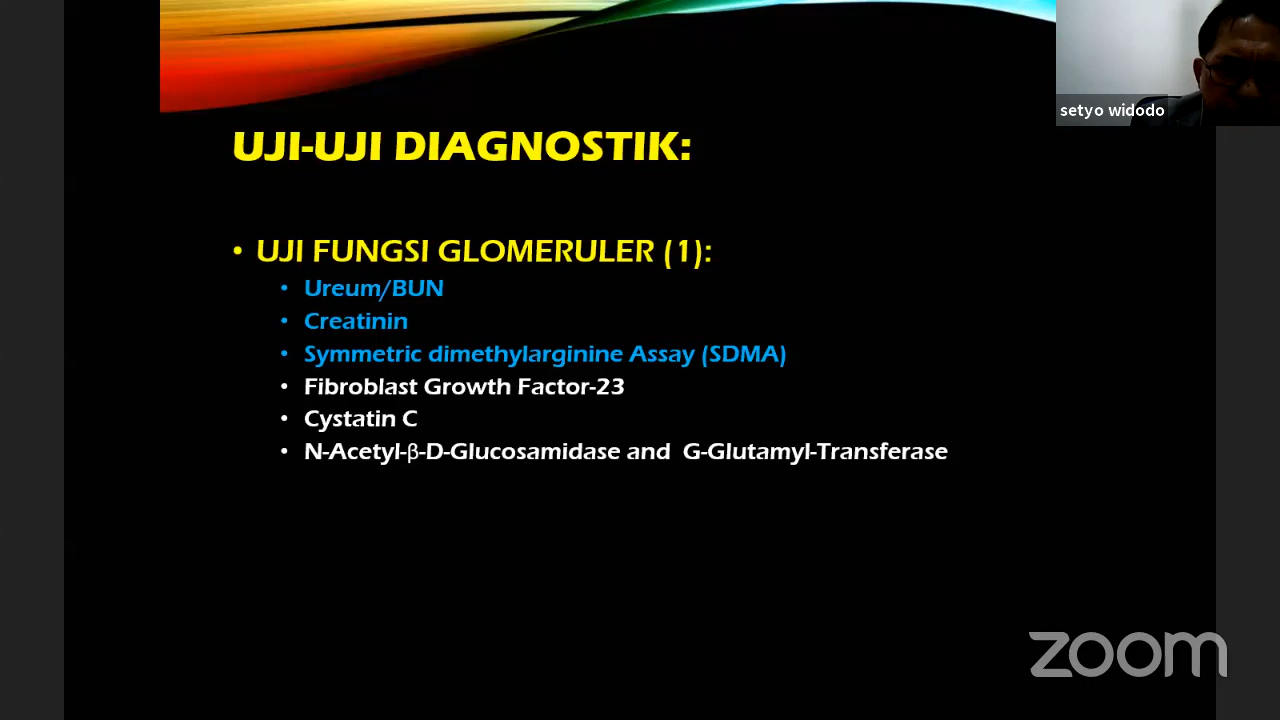 setyo widodo
UJI-UJI DIAGNOSTIK:
• UJI FUNGSI GLOMERULER (1):
• Ureum/BUN
• Creatinin
• Symmetric dimethylarginine Assay (SDMA)
• Fibroblast Growth Factor-23
• Cystatin C
• N-Acetyl-β-D-Glucosamidase and G-Glutamyl-Transferase
zoom